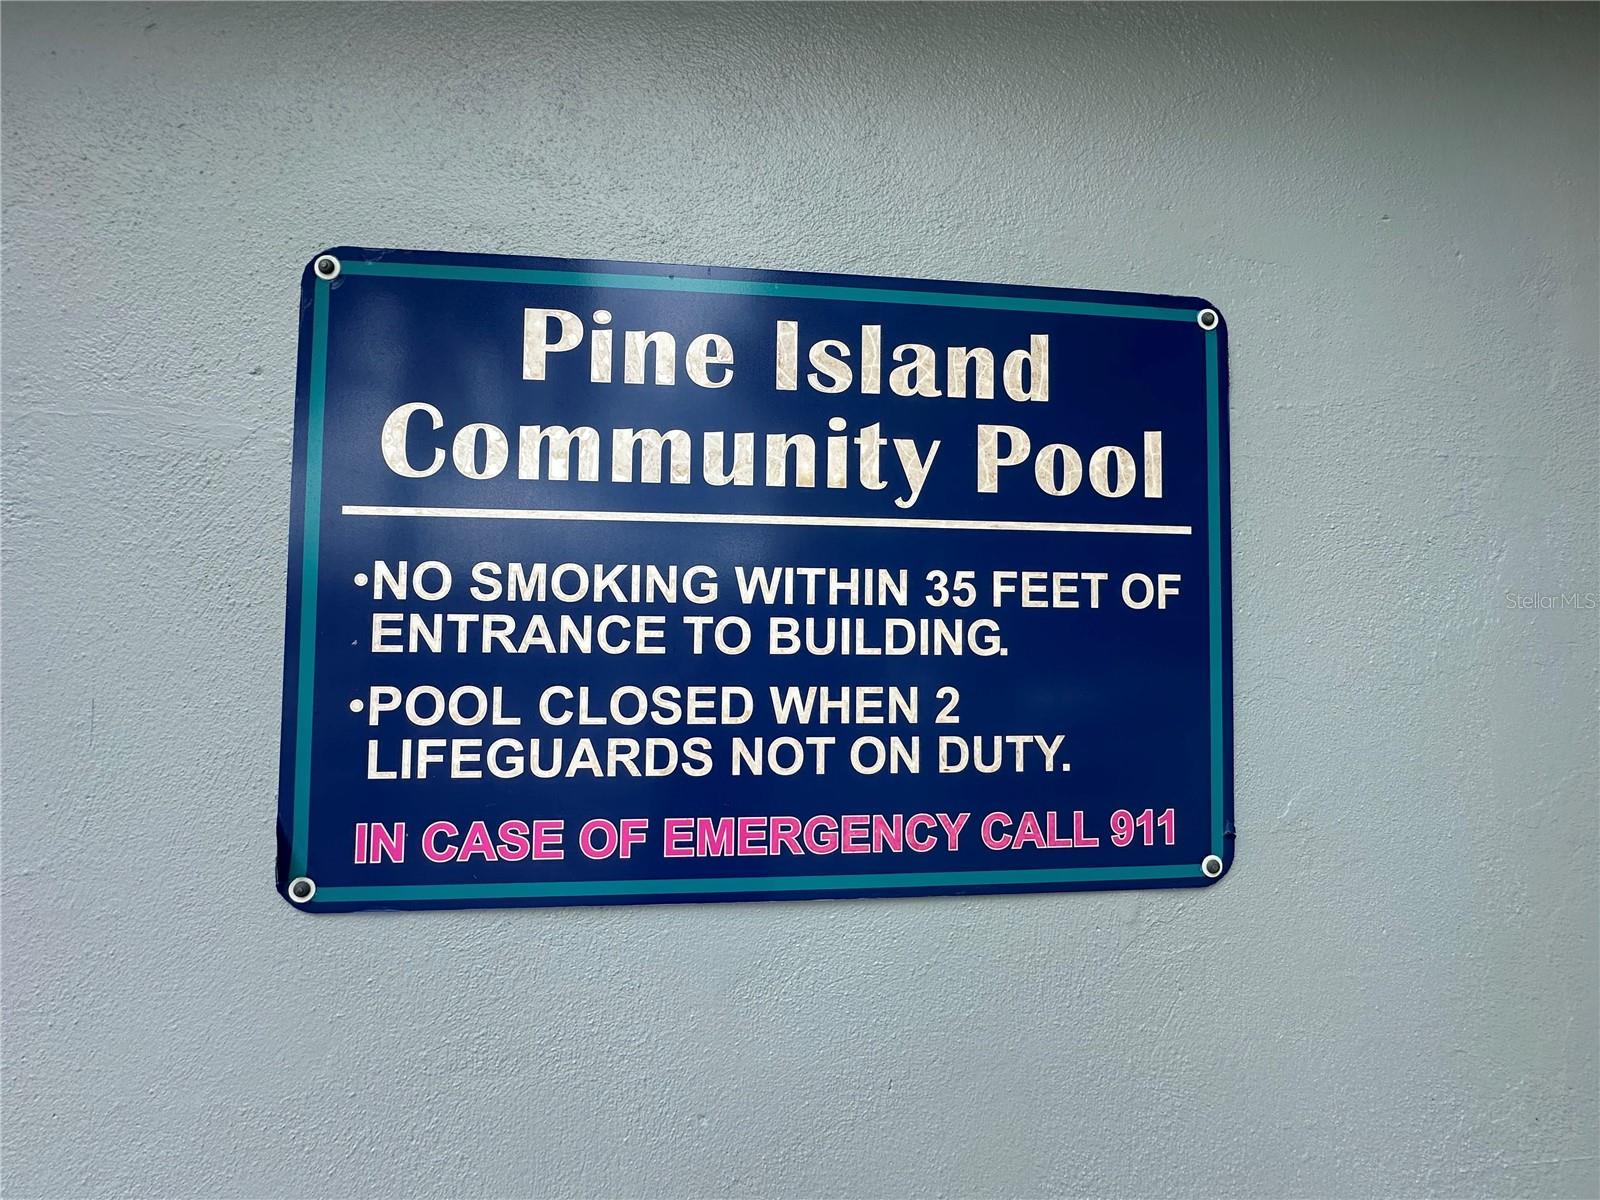 Pine Island
Community Pool
•NO SMOKING WITHIN 35 FEET OF
ENTRANCE TO BUILDING.
•POOL CLOSED WHEN 2
LIFEGUARDS NOT ON DUTY.
IN CASE OF EMERGENCY CALL 911
Stellar MLS